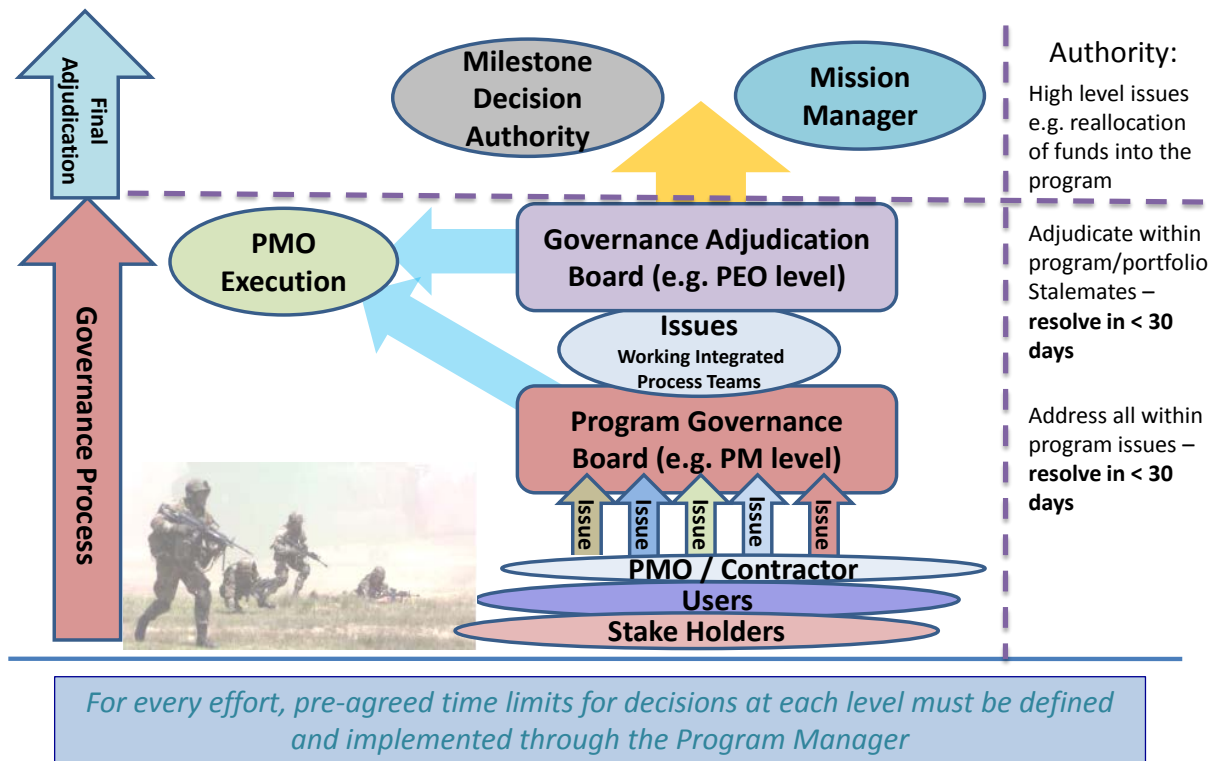 Final
Adjudication
Governance Process
Milestone
Decision
Authority
Mission
Manager
PMO
Execution
Governance Adjudication
Board (e.g. PEO level)
Issues
Working Integrated
Process Teams
Program Governance
Board (e.g. PM level)
Issue
Issue
Issue
Issue
Issue
PMO / Contractor
Users
Stake Holders
Authority:
High level issues
e.g. reallocation
of funds into the
program
Adjudicate within
program/portfolio
Stalemates –
resolve in < 30
days
Address all within
program issues –
resolve in < 30
days
For every effort, pre-agreed time limits for decisions at each level must be defined
and implemented through the Program Manager